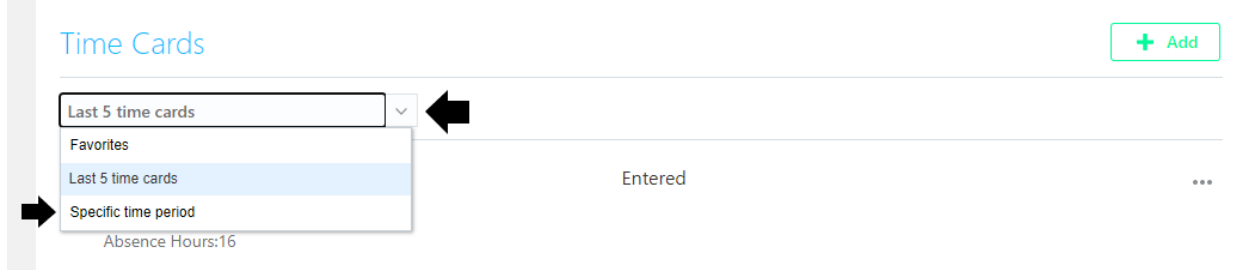 Time Cards
+ Add
Last 5 time cards
Favorites
Last 5 time cards
Entered
Specific time period
Absence Hours:16